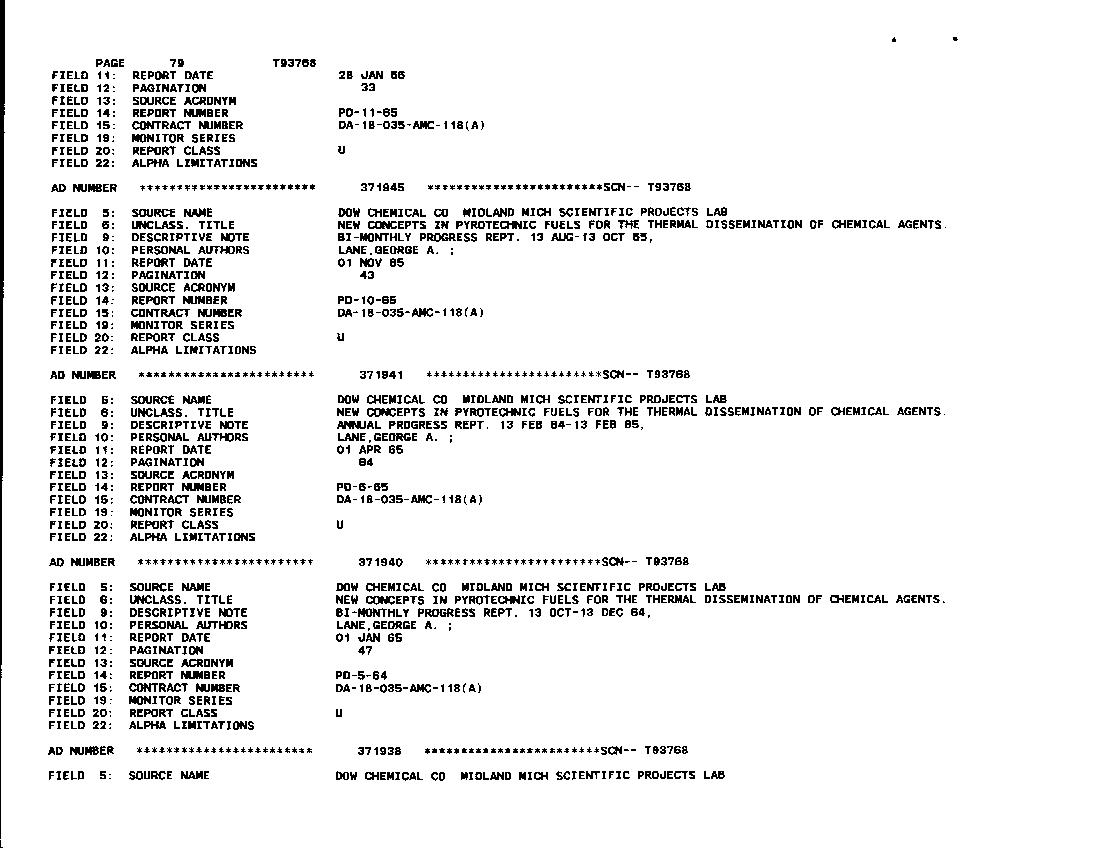 PAGE 79 T93768
FIELD 11: REPORT DATE 28 JAN 66
FIELD 12: PAGINATION 33
FIELD 13: SOURCE ACRONYM
FIELD 14: REPORT NUMBER PD-11-65
FIELD 15: CONTRACT NUMBER DA-18-035-AMC-118(A)
FIELD 19: MONITOR SERIES
FIELD 20: REPORT CLASS U
FIELD 22: ALPHA LIMITATIONS
AD NUMBER ************************ 371945 ************************SCN-- T93768
FIELD 5: SOURCE NAME DOW CHEMICAL CO MIDLAND MICH SCIENTIFIC PROJECTS LAB
FIELD 6: UNCLASS. TITLE NEW CONCEPTS IN PYROTECHNIC FUELS FOR THE THERMAL DISSEMINATION OF CHEMICAL AGENTS.
FIELD 9: DESCRIPTIVE NOTE BI-MONTHLY PROGRESS REPT. 13 AUG-13 OCT 65,
FIELD 10: PERSONAL AUTHORS LANE,GEORGE A. ;
FIELD 11: REPORT DATE 01 NOV 65
FIELD 12: PAGINATION 43
FIELD 13: SOURCE ACRONYM
FIELD 14: REPORT NUMBER PD-10-65
FIELD 15: CONTRACT NUMBER DA-18-035-AMC-118(A)
FIELD 19: MONITOR SERIES
FIELD 20: REPORT CLASS U
FIELD 22: ALPHA LIMITATIONS
AD NUMBER ************************ 371941 ************************SCN-- T93768
FIELD 5: SOURCE NAME DOW CHEMICAL CO MIDLAND MICH SCIENTIFIC PROJECTS LAB
FIELD 6: UNCLASS. TITLE NEW CONCEPTS IN PYROTECHNIC FUELS FOR THE THERMAL DISSEMINATION OF CHEMICAL AGENTS.
FIELD 9: DESCRIPTIVE NOTE ANNUAL PROGRESS REPT. 13 FEB 64-13 FEB 65,
FIELD 10: PERSONAL AUTHORS LANE,GEORGE A. ;
FIELD 11: REPORT DATE 01 APR 65
FIELD 12: PAGINATION 84
FIELD 13: SOURCE ACRONYM
FIELD 14: REPORT NUMBER PD-6-65
FIELD 15: CONTRACT NUMBER DA-18-035-AMC-118(A)
FIELD 19: MONITOR SERIES
FIELD 20: REPORT CLASS U
FIELD 22: ALPHA LIMITATIONS
AD NUMBER ************************ 371940 ************************SCN-- T93768
FIELD 5: SOURCE NAME DOW CHEMICAL CO MIDLAND MICH SCIENTIFIC PROJECTS LAB
FIELD 6: UNCLASS. TITLE NEW CONCEPTS IN PYROTECHNIC FUELS FOR THE THERMAL DISSEMINATION OF CHEMICAL AGENTS.
FIELD 9: DESCRIPTIVE NOTE BI-MONTHLY PROGRESS REPT. 13 OCT-13 DEC 64,
FIELD 10: PERSONAL AUTHORS LANE,GEORGE A. ;
FIELD 11: REPORT DATE 01 JAN 65
FIELD 12: PAGINATION 47
FIELD 13: SOURCE ACRONYM
FIELD 14: REPORT NUMBER PD-5-64
FIELD 15: CONTRACT NUMBER DA-18-035-AMC-118(A)
FIELD 19: MONITOR SERIES
FIELD 20: REPORT CLASS U
FIELD 22: ALPHA LIMITATIONS
AD NUMBER ************************ 371938 ************************SCN-- T93768
FIELD 5: SOURCE NAME DOW CHEMICAL CO MIDLAND MICH SCIENTIFIC PROJECTS LAB